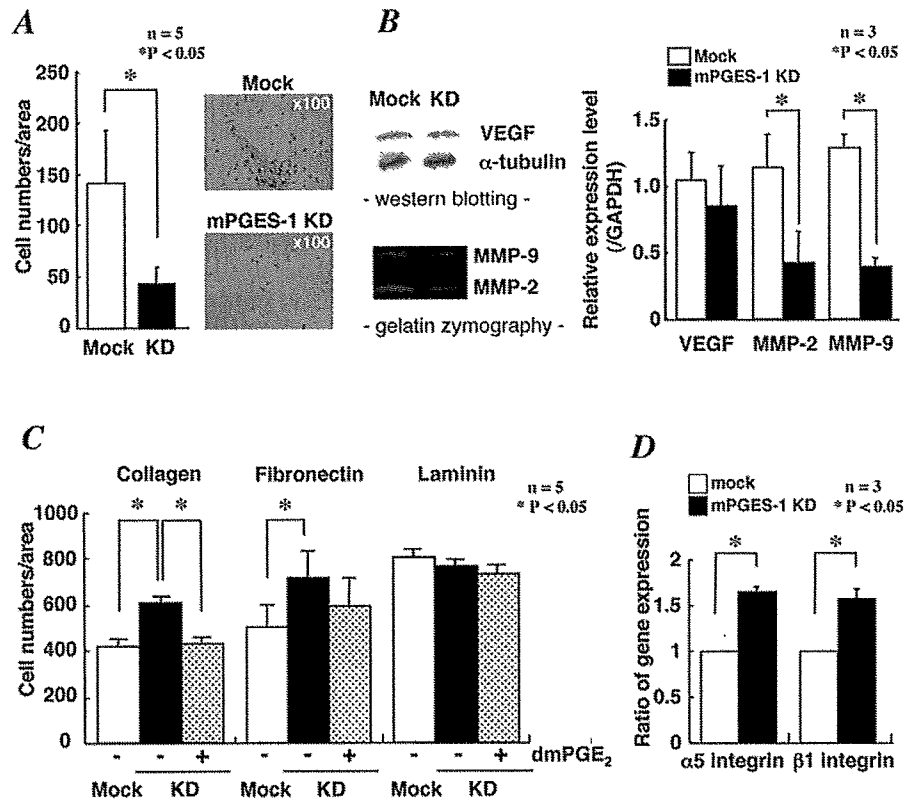 A
n = 5
*P < 0.05
Cell numbers/area
250
200
150
100
50
0
*
Mock KD
Mock
x100
mPGES-1 KD
x100
B
Mock KD
VEGF
α-tubulin
- western blotting -
MMP-9
MMP-2
- gelatin zymography -
Mock
mPGES-1 KD
n = 3
*P < 0.05
Relative expression level
(/GAPDH)
1.5
1.0
0.5
0
*
*
VEGF MMP-2 MMP-9
C
Collagen Fibronectin Laminin
n = 5
* P < 0.05
Cell numbers/area
1000
800
600
400
200
0
* *
*
- - + - - + - - + dmPGE2
Mock KD Mock KD Mock KD
D
mock
mPGES-1 KD
n = 3
* P < 0.05
Ratio of gene expression
2
1.5
1
0.5
0
*
*
α5 integrin β1 integrin